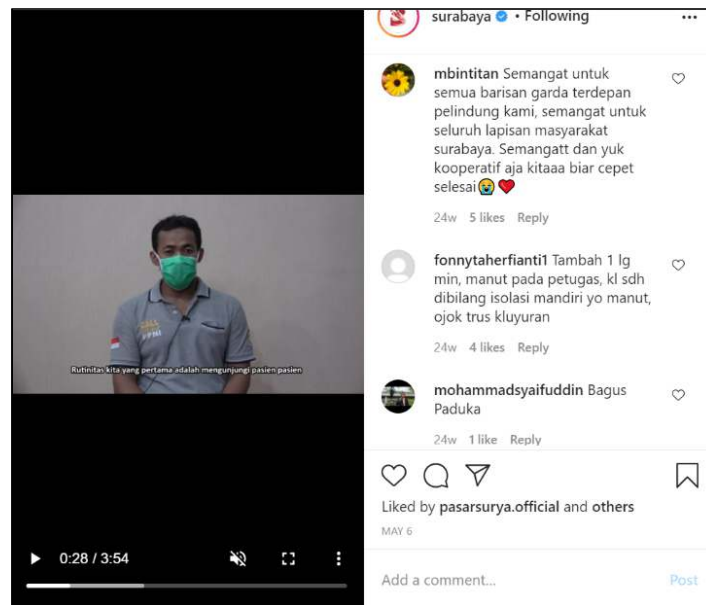 surabaya • Following
mbintitan Semangat untuk
semua barisan garda terdepan
pelindung kami, semangat untuk
seluruh lapisan masyarakat
surabaya. Semangatt dan yuk
kooperatif aja kitaaa biar cepet
selesai😭❤️
24w 5 likes Reply
fonnytaherfianti1 Tambah 1 lg
min, manut pada petugas, kl sdh
dibilang isolasi mandiri yo manut,
ojok trus kluyuran
24w 4 likes Reply
mohammadsyaifuddin Bagus
Paduka
24w 1 like Reply
Liked by pasarsurya.official and others
MAY 6
Add a comment... Post
Rutinitas kita yang pertama adalah mengunjungi pasien pasien
0:28 / 3:54